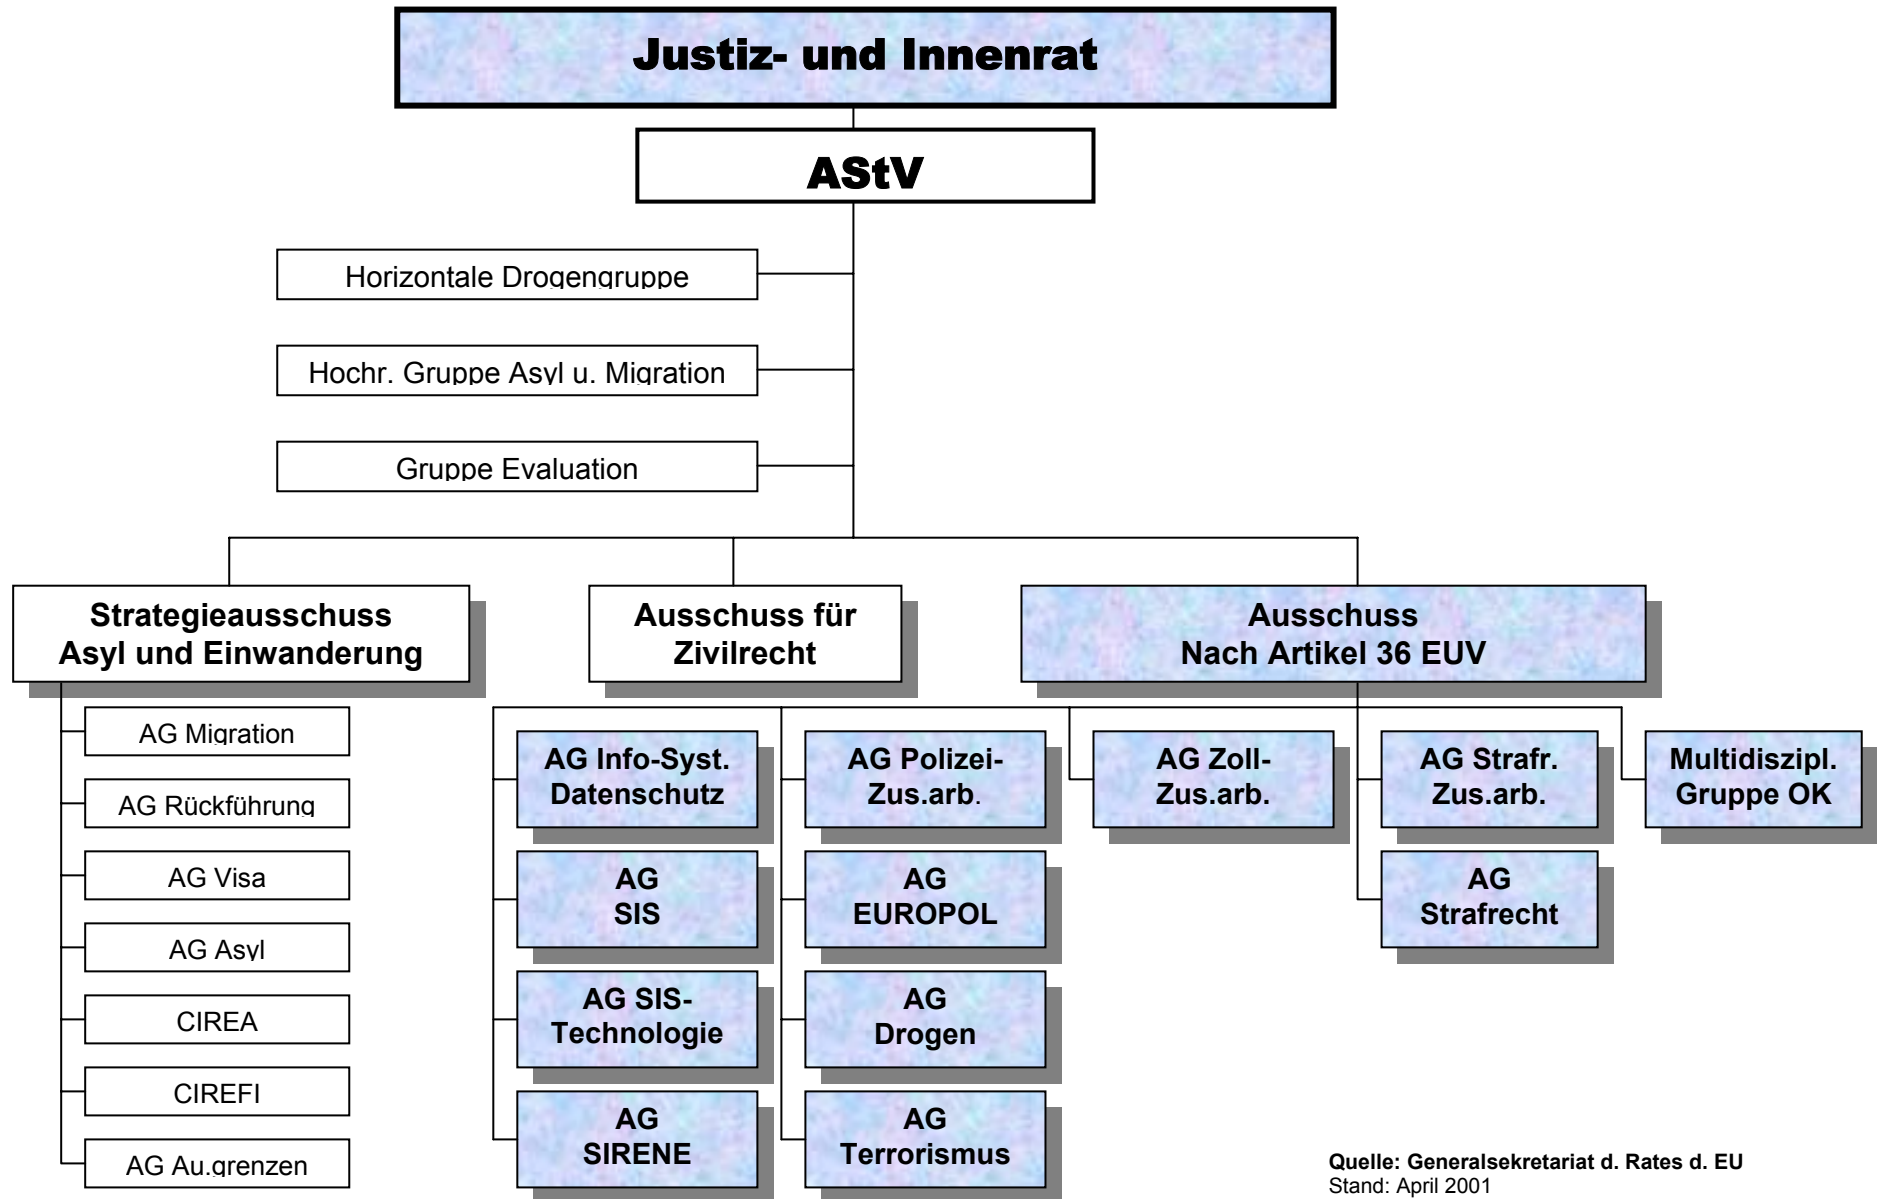 Justiz- und Innenrat
AStV
Horizontale Drogengruppe
Hochr. Gruppe Asyl u. Migration
Gruppe Evaluation
Strategieausschuss
Asyl und Einwanderung
Ausschuss für
Zivilrecht
Ausschuss
Nach Artikel 36 EUV
AG Migration
AG Rückführung
AG Visa
AG Asyl
CIREA
CIREFI
AG Au.grenzen
AG Info-Syst.
Datenschutz
AG
SIS
AG SIS-
Technologie
AG
SIRENE
AG Polizei-
Zus.arb.
AG
EUROPOL
AG
Drogen
AG
Terrorismus
AG Zoll-
Zus.arb.
AG Strafr.
Zus.arb.
AG
Strafrecht
Multidiszipl.
Gruppe OK
Quelle: Generalsekretariat d. Rates d. EU
Stand: April 2001